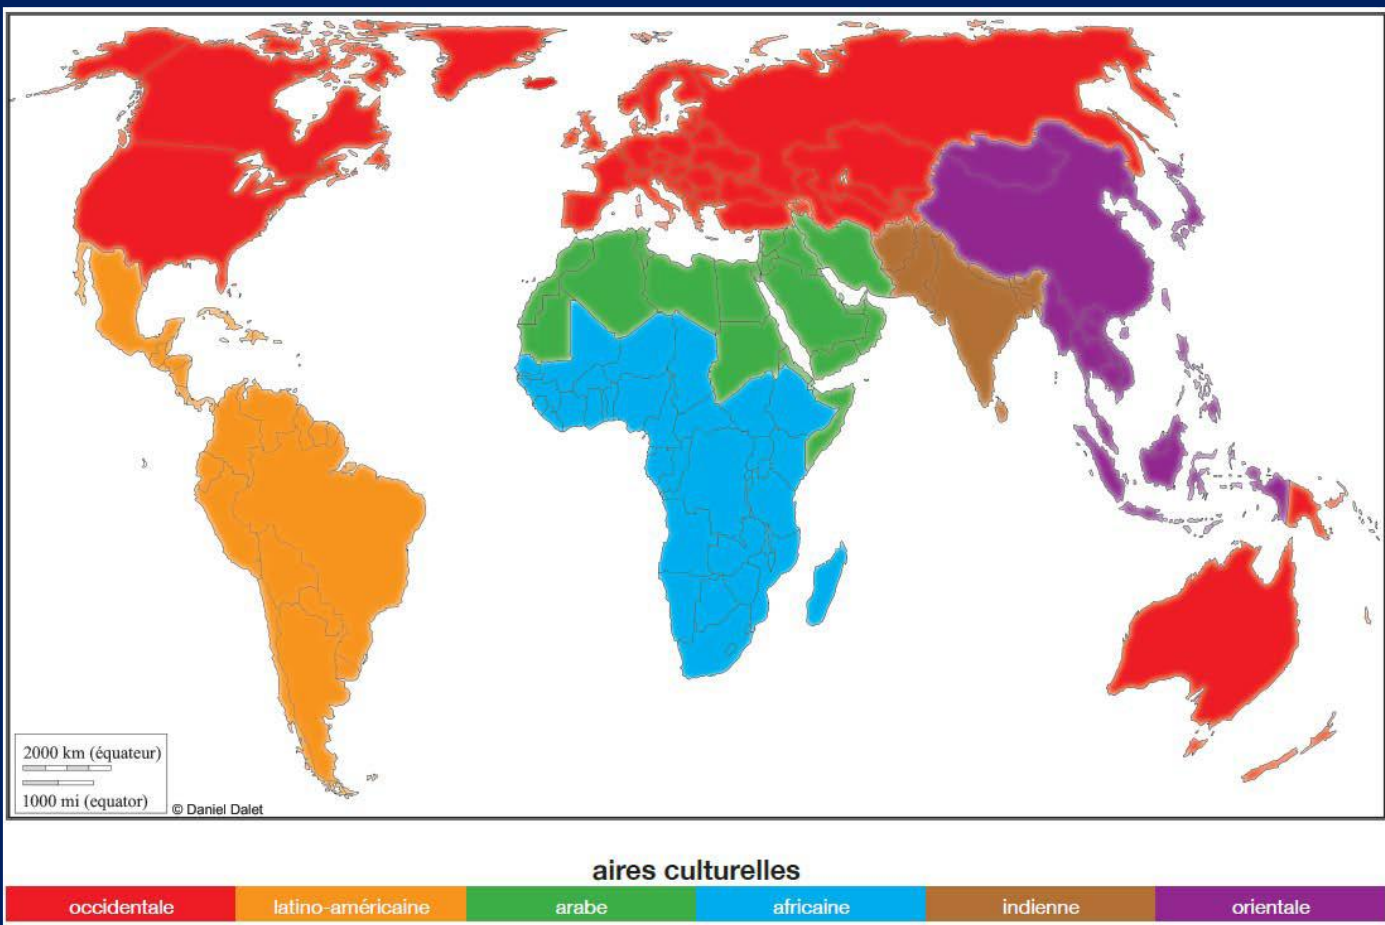 2000 km (équateur)
1000 mi (equator)
© Daniel Dalet
aires culturelles
occidentale
latino-américaine
arabe
africaine
indienne
orientale